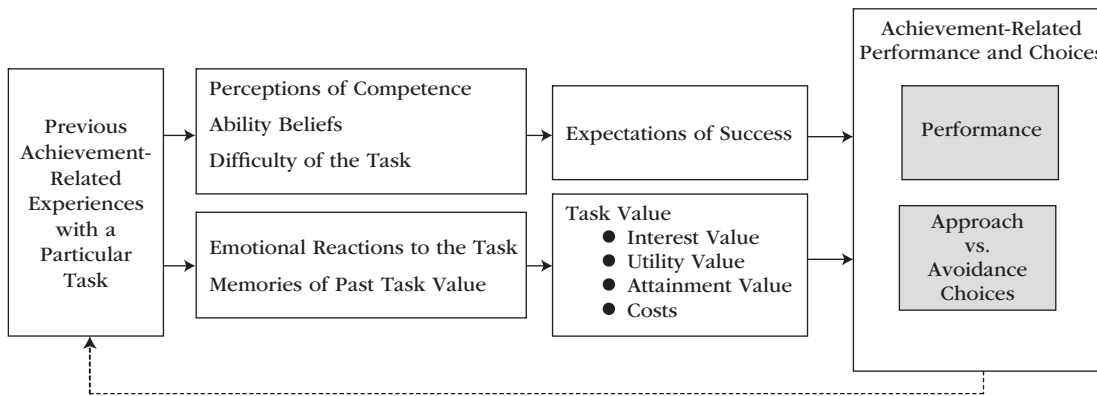 Previous
Achievement-
Related
Experiences
with a
Particular
Task
Perceptions of Competence
Ability Beliefs
Difficulty of the Task
Emotional Reactions to the Task
Memories of Past Task Value
Expectations of Success
Task Value
● Interest Value
● Utility Value
● Attainment Value
● Costs
Achievement-Related
Performance and Choices
Performance
Approach
vs.
Avoidance
Choices